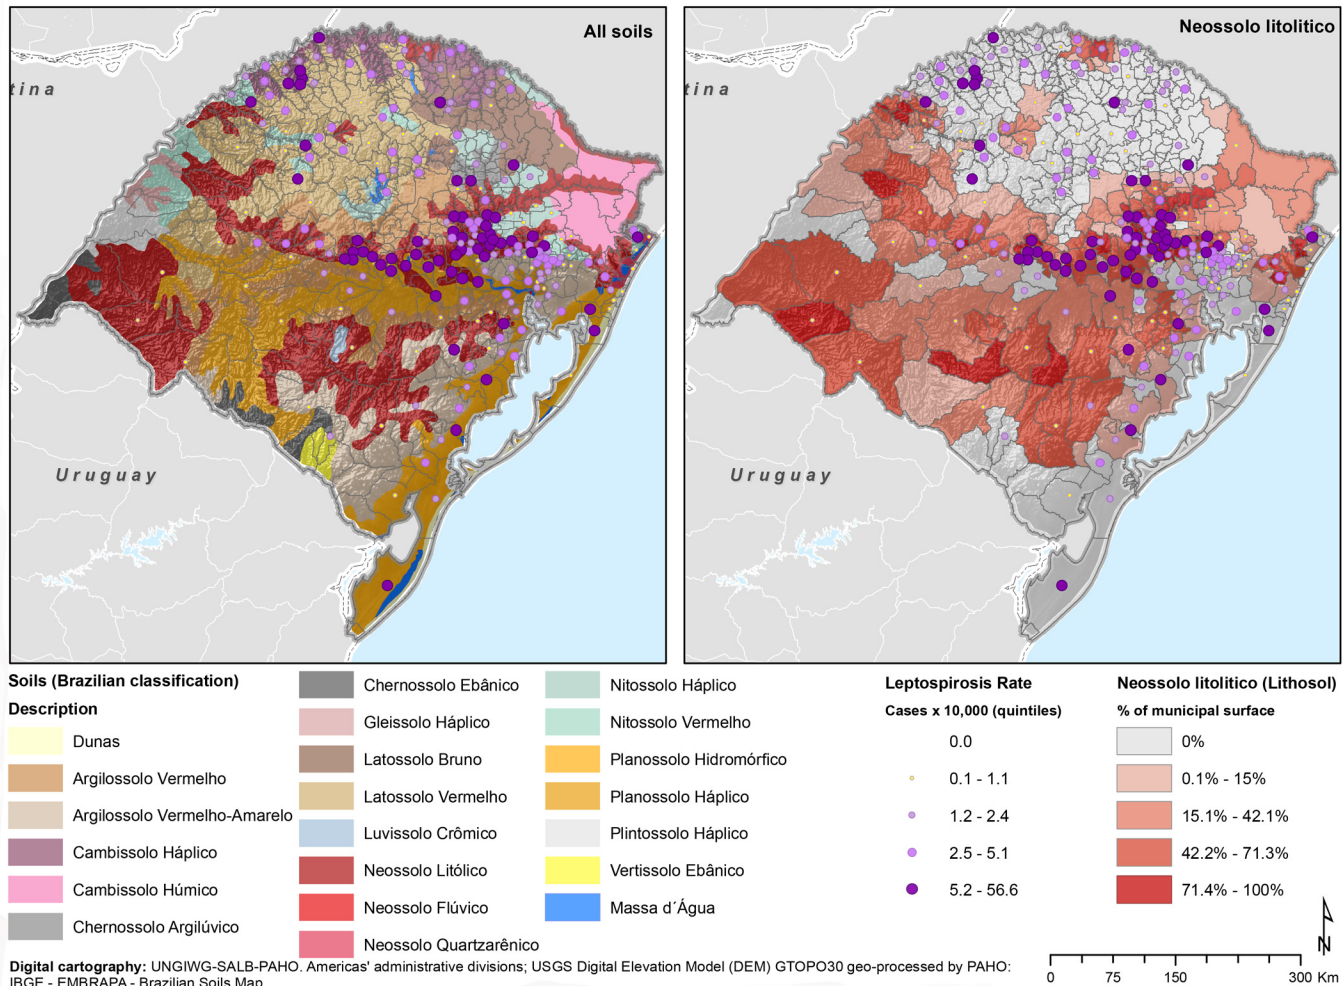 All soils
Neossolo litolitico
tina
tina
Uruguay
Uruguay
Soils (Brazilian classification)
Description
Dunas
Argilossolo Vermelho
Argilossolo Vermelho-Amarelo
Cambissolo Háplico
Cambissolo Húmico
Chernossolo Argilúvico
Chernossolo Ebânico
Gleissolo Háplico
Latossolo Bruno
Latossolo Vermelho
Luvissolo Crômico
Neossolo Litólico
Neossolo Flúvico
Neossolo Quartzarênico
Nitossolo Háplico
Nitossolo Vermelho
Planossolo Hidromórfico
Planossolo Háplico
Plintossolo Háplico
Vertissolo Ebânico
Massa d´Água
Leptospirosis Rate
Cases x 10,000 (quintiles)
0.0
0.1 - 1.1
1.2 - 2.4
2.5 - 5.1
5.2 - 56.6
Neossolo litolitico (Lithosol)
% of municipal surface
0%
0.1% - 15%
15.1% - 42.1%
42.2% - 71.3%
71.4% - 100%
N
0 75 150 300 Km
Digital cartography: UNGIWG-SALB-PAHO. Americas' administrative divisions; USGS Digital Elevation Model (DEM) GTOPO30 geo-processed by PAHO:
IBGE - EMBRAPA - Brazilian Soils Map